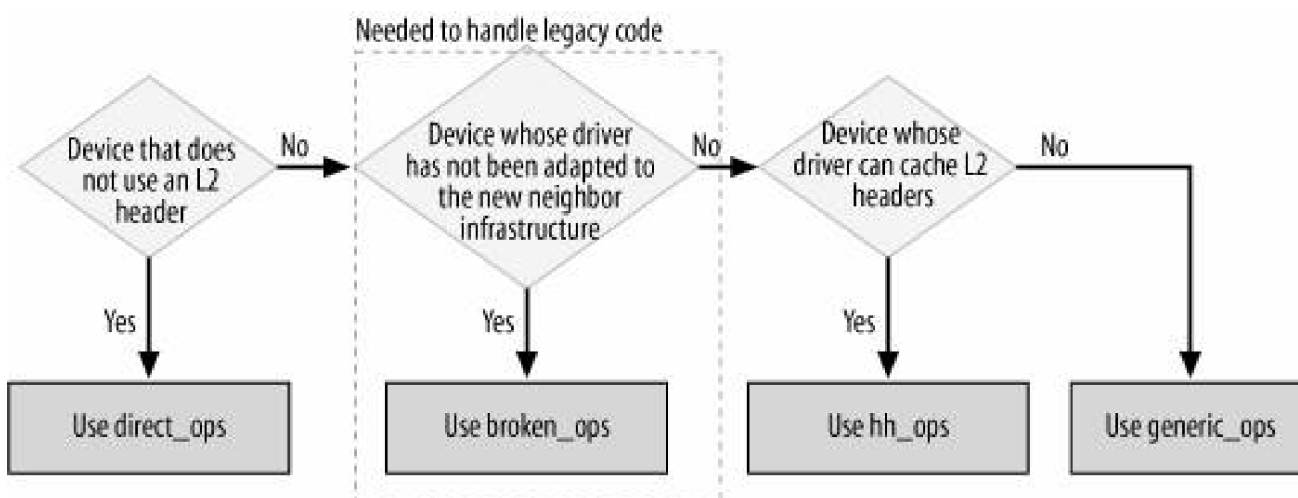 Needed to handle legacy code
Device that does
not use an L2
header
No
Device whose driver
has not been adapted to
the new neighbor
infrastructure
No
Device whose
driver can cache L2
headers
No
Yes
Yes
Yes
Use direct_ops
Use broken_ops
Use hh_ops
Use generic_ops